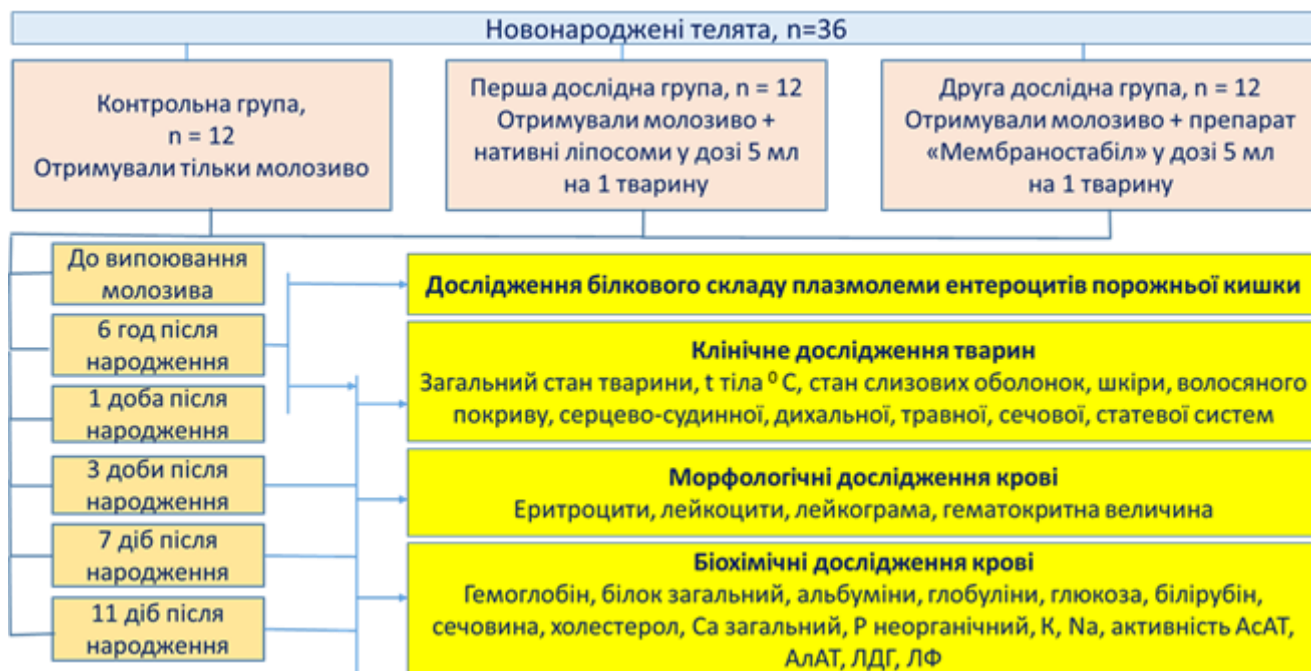 Новонароджені телята, n=36
Контрольна група,
n = 12
Отримували тільки молозиво
Перша дослідна група, n = 12
Отримували молозиво +
нативні ліпосоми у дозі 5 мл
на 1 тварину
Друга дослідна група, n = 12
Отримували молозиво + препарат
«Мембраностабіл» у дозі 5 мл
на 1 тварину
До випоювання
молозива
6 год після
народження
1 доба після
народження
3 доби після
народження
7 діб після
народження
11 діб після
народження
Дослідження білкового складу плазмолеми ентероцитів порожньої кишки
Клінічне дослідження тварин
Загальний стан тварини, t тіла ⁰ С, стан слизових оболонок, шкіри, волосяного
покриву, серцево-судинної, дихальної, травної, сечової, статевої систем
Морфологічні дослідження крові
Еритроцити, лейкоцити, лейкограма, гематокритна величина
Біохімічні дослідження крові
Гемоглобін, білок загальний, альбуміни, глобуліни, глюкоза, білірубін,
сечовина, холестерол, Са загальний, Р неорганічний, К, Na, активність АсАТ,
АлАТ, ЛДГ, ЛФ